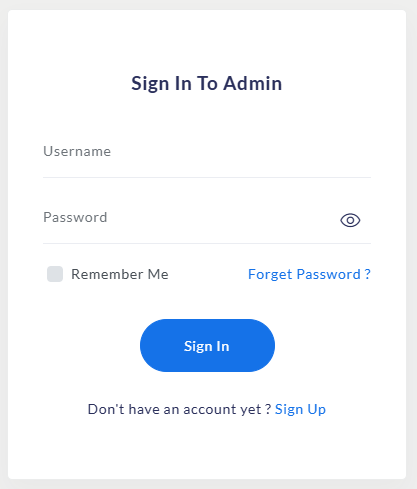 Sign In To Admin
Username
Password
Remember Me Forget Password ?
Sign In
Don't have an account yet ? Sign Up